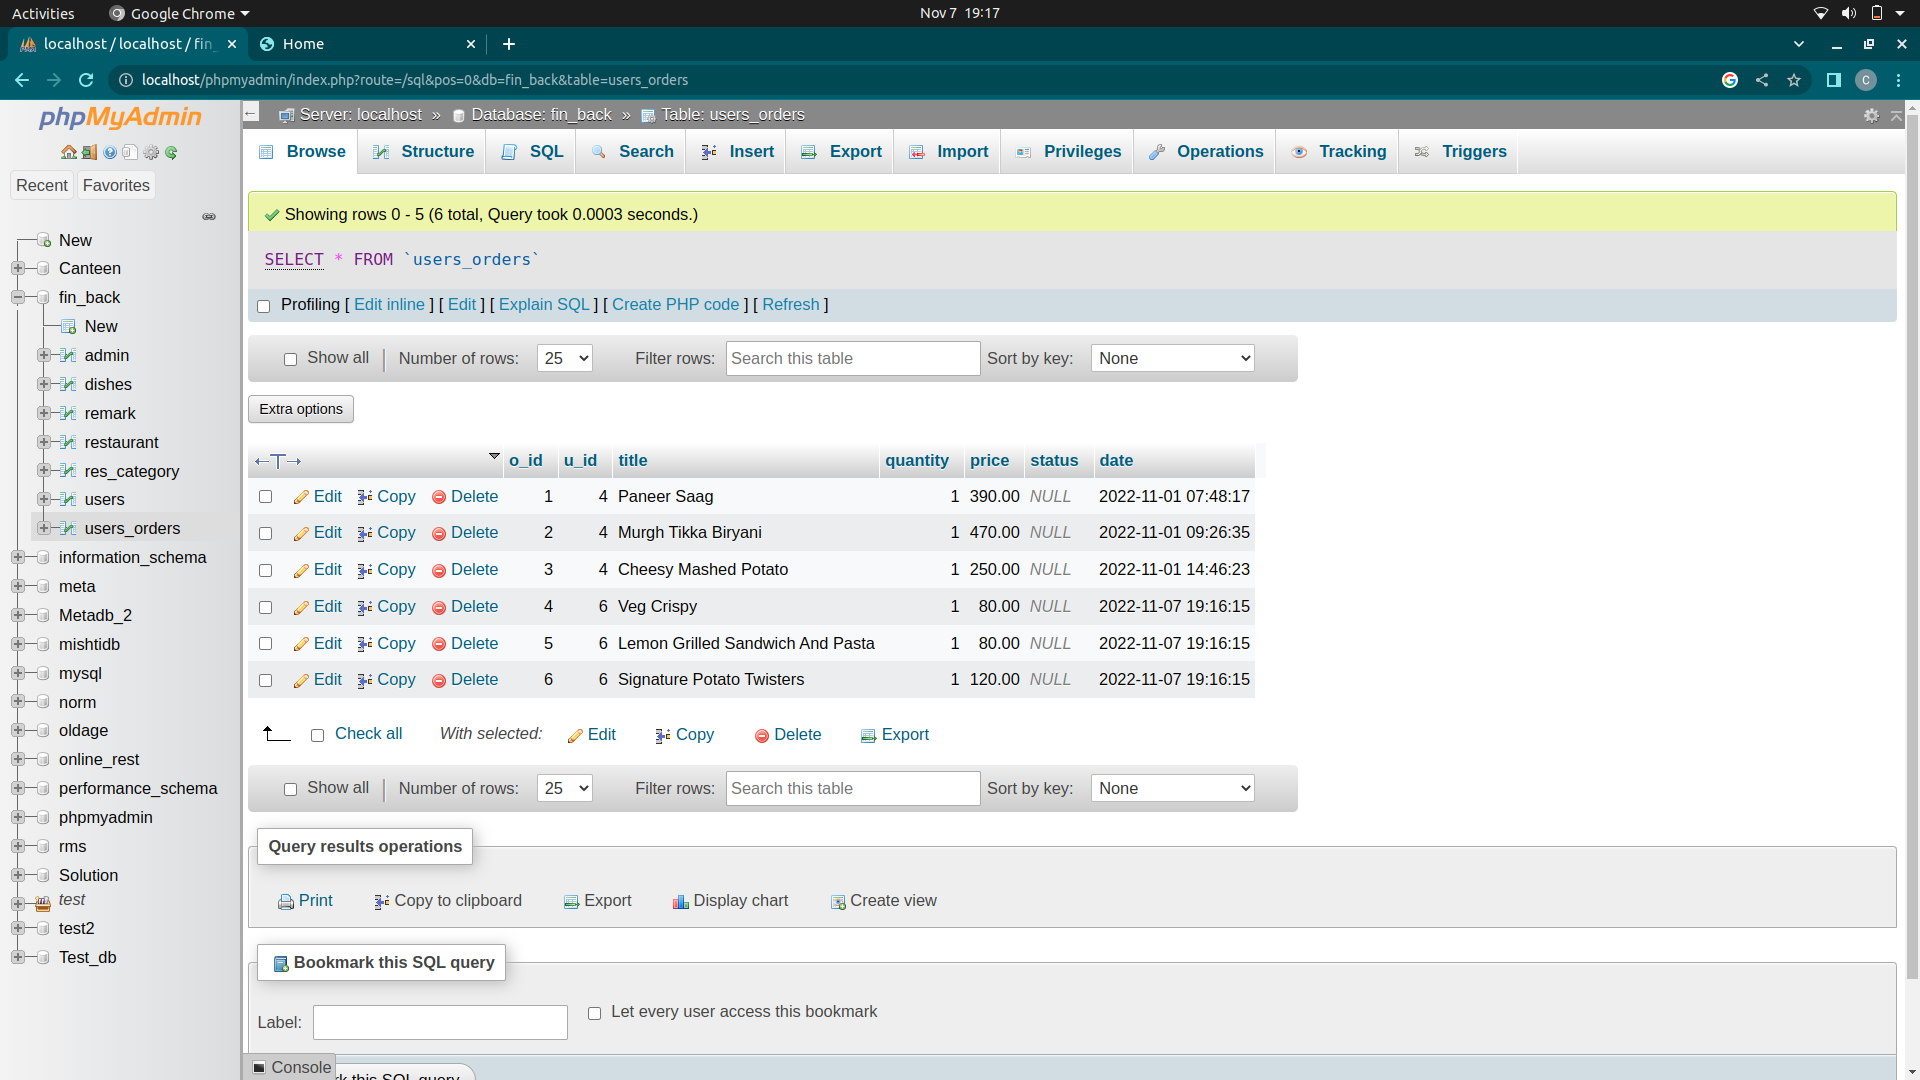 Activities Google Chrome Nov 7 19:17
localhost / localhost / fin_ Home
localhost/phpmyadmin/index.php?route=/sql&pos=0&db=fin_back&table=users_orders C
phpMyAdmin
Recent Favorites
New
Canteen
fin_back
New
admin
dishes
remark
restaurant
res_category
users
users_orders
information_schema
meta
Metadb_2
mishtidb
mysql
norm
oldage
online_rest
performance_schema
phpmyadmin
rms
Solution
test
test2
Test_db
Server: localhost » Database: fin_back » Table: users_orders
Browse Structure SQL Search Insert Export Import Privileges Operations Tracking Triggers
Showing rows 0 - 5 (6 total, Query took 0.0003 seconds.)
SELECT * FROM `users_orders`
Profiling [ Edit inline ] [ Edit ] [ Explain SQL ] [ Create PHP code ] [ Refresh ]
Show all Number of rows: 25 Filter rows: Search this table Sort by key: None
Extra options
←T→ o_id u_id title quantity price status date
Edit Copy Delete 1 4 Paneer Saag 1 390.00 NULL 2022-11-01 07:48:17
Edit Copy Delete 2 4 Murgh Tikka Biryani 1 470.00 NULL 2022-11-01 09:26:35
Edit Copy Delete 3 4 Cheesy Mashed Potato 1 250.00 NULL 2022-11-01 14:46:23
Edit Copy Delete 4 6 Veg Crispy 1 80.00 NULL 2022-11-07 19:16:15
Edit Copy Delete 5 6 Lemon Grilled Sandwich And Pasta 1 80.00 NULL 2022-11-07 19:16:15
Edit Copy Delete 6 6 Signature Potato Twisters 1 120.00 NULL 2022-11-07 19:16:15
Check all With selected: Edit Copy Delete Export
Show all Number of rows: 25 Filter rows: Search this table Sort by key: None
Query results operations
Print Copy to clipboard Export Display chart Create view
Bookmark this SQL query
Label: Let every user access this bookmark
Console
this SQL query